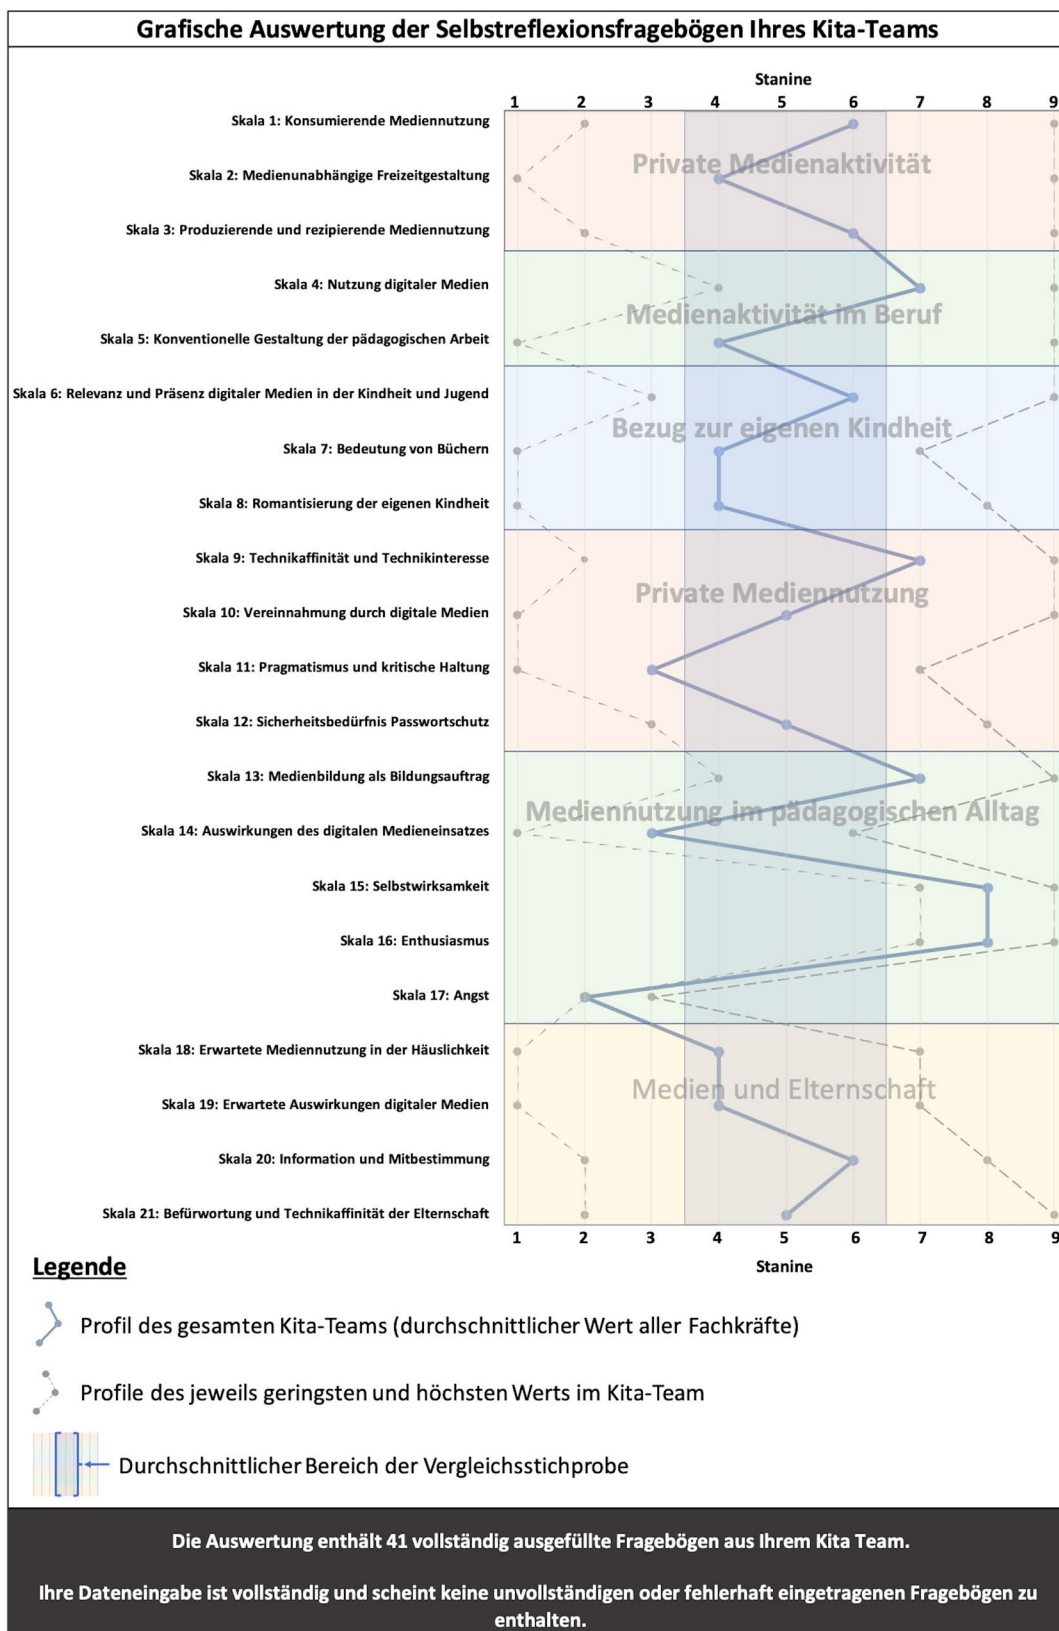 Grafische Auswertung der Selbstreflexionsfragebögen Ihres Kita-Teams
Stanine
1 2 3 4 5 6 7 8 9
Skala 1: Konsumierende Mediennutzung
Private Medienaktivität
Skala 2: Medienunabhängige Freizeitgestaltung
Skala 3: Produzierende und rezipierende Mediennutzung
Skala 4: Nutzung digitaler Medien
Medienaktivität im Beruf
Skala 5: Konventionelle Gestaltung der pädagogischen Arbeit
Skala 6: Relevanz und Präsenz digitaler Medien in der Kindheit und Jugend
Bezug zur eigenen Kindheit
Skala 7: Bedeutung von Büchern
Skala 8: Romantisierung der eigenen Kindheit
Skala 9: Technikaffinität und Technikinteresse
Private Mediennutzung
Skala 10: Vereinnahmung durch digitale Medien
Skala 11: Pragmatismus und kritische Haltung
Skala 12: Sicherheitsbedürfnis Passwortschutz
Skala 13: Medienbildung als Bildungsauftrag
Mediennutzung im pädagogischen Alltag
Skala 14: Auswirkungen des digitalen Medieneinsatzes
Skala 15: Selbstwirksamkeit
Skala 16: Enthusiasmus
Skala 17: Angst
Skala 18: Erwartete Mediennutzung in der Häuslichkeit
Medien und Elternschaft
Skala 19: Erwartete Auswirkungen digitaler Medien
Skala 20: Information und Mitbestimmung
Skala 21: Befürwortung und Technikaffinität der Elternschaft
1 2 3 4 5 6 7 8 9
Stanine
Legende
Profil des gesamten Kita-Teams (durchschnittlicher Wert aller Fachkräfte)
Profile des jeweils geringsten und höchsten Werts im Kita-Team
Durchschnittlicher Bereich der Vergleichsstichprobe
Die Auswertung enthält 41 vollständig ausgefüllte Fragebögen aus Ihrem Kita Team.
Ihre Dateneingabe ist vollständig und scheint keine unvollständigen oder fehlerhaft eingetragenen Fragebögen zu
enthalten.